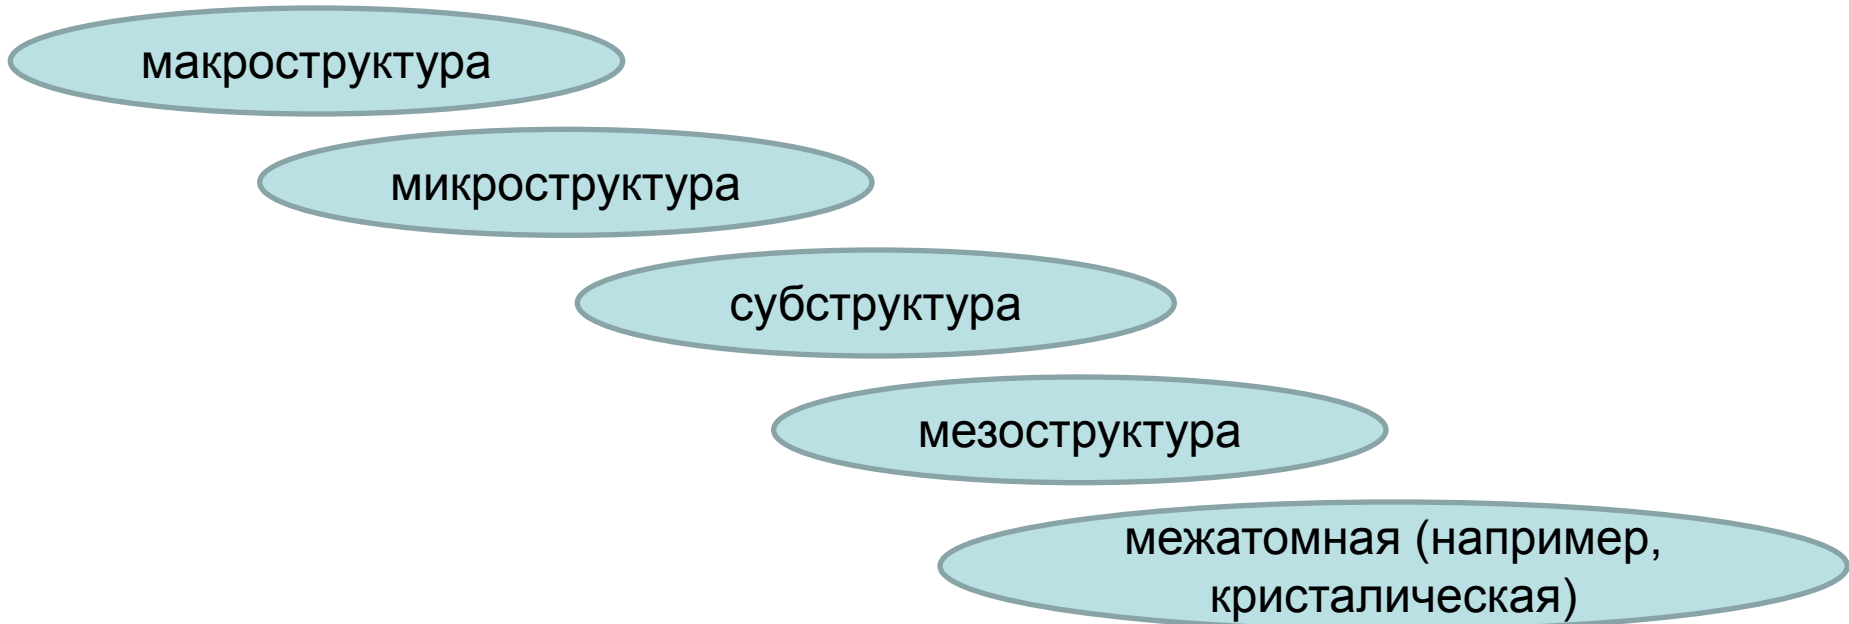 макроструктура
микроструктура
субструктура
мезоструктура
межатомная (например,
кристалическая)